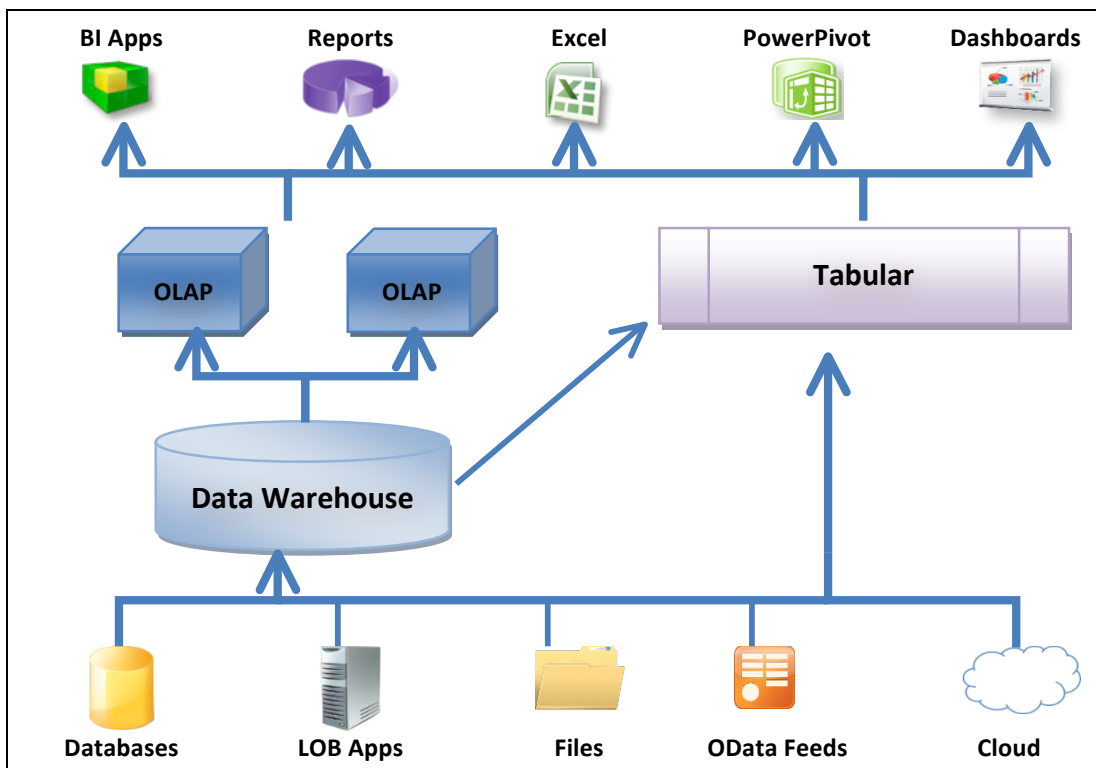 BI Apps
Reports
Excel
PowerPivot
Dashboards
OLAP
OLAP
Tabular
Data Warehouse
Databases
LOB Apps
Files
OData Feeds
Cloud